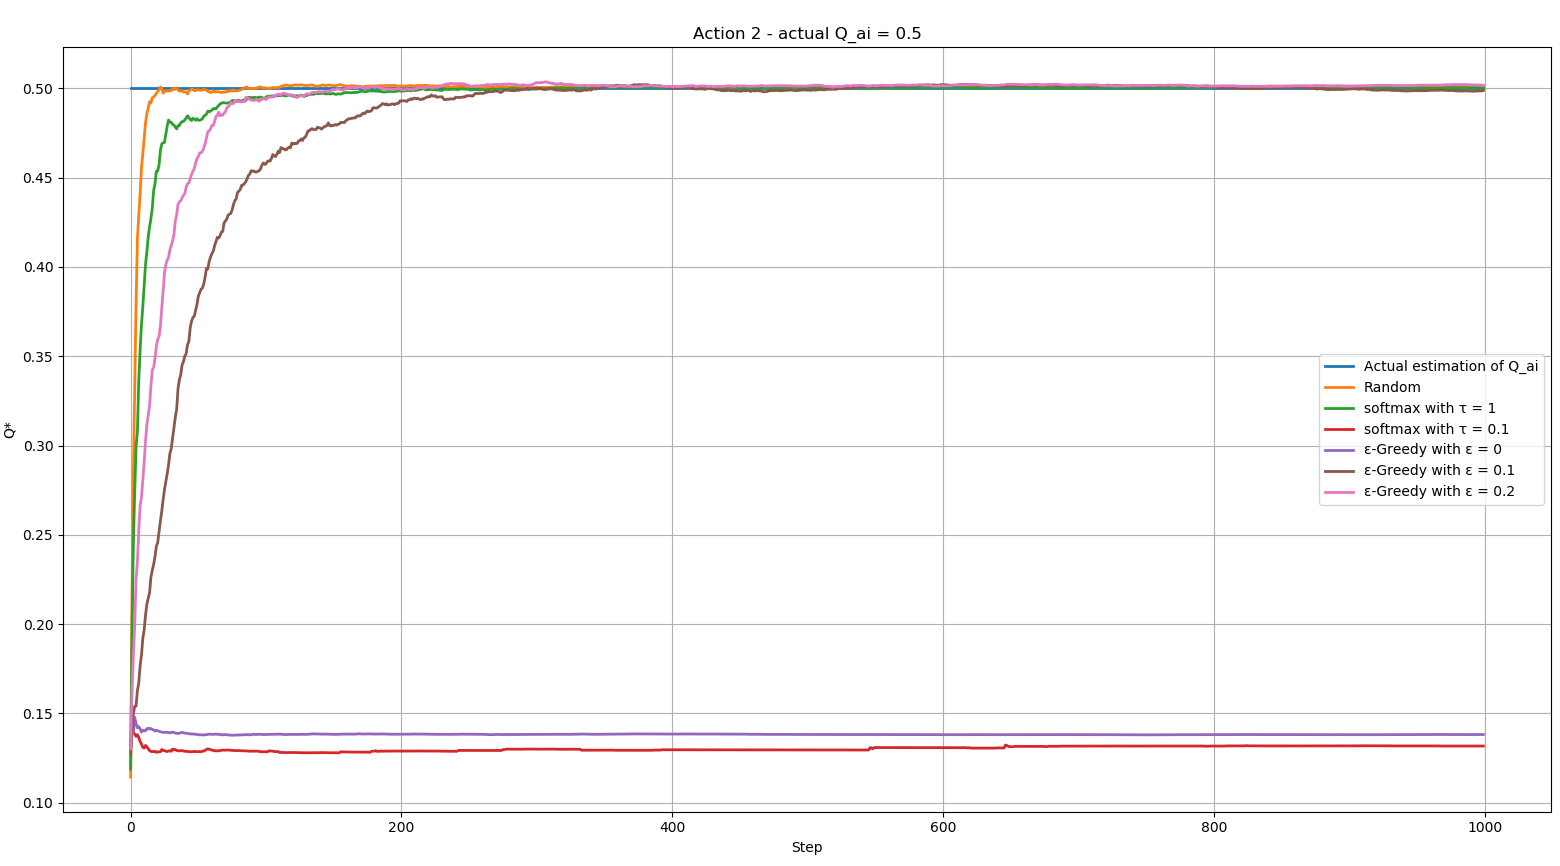 Action 2 - actual Q_ai = 0.5
0.50
0.45
0.40
0.35
0.30
0.25
0.20
0.15
0.10
Q*
Actual estimation of Q_ai
Random
softmax with τ = 1
softmax with τ = 0.1
ε-Greedy with ε = 0
ε-Greedy with ε = 0.1
ε-Greedy with ε = 0.2
0 200 400 600 800 1000
Step